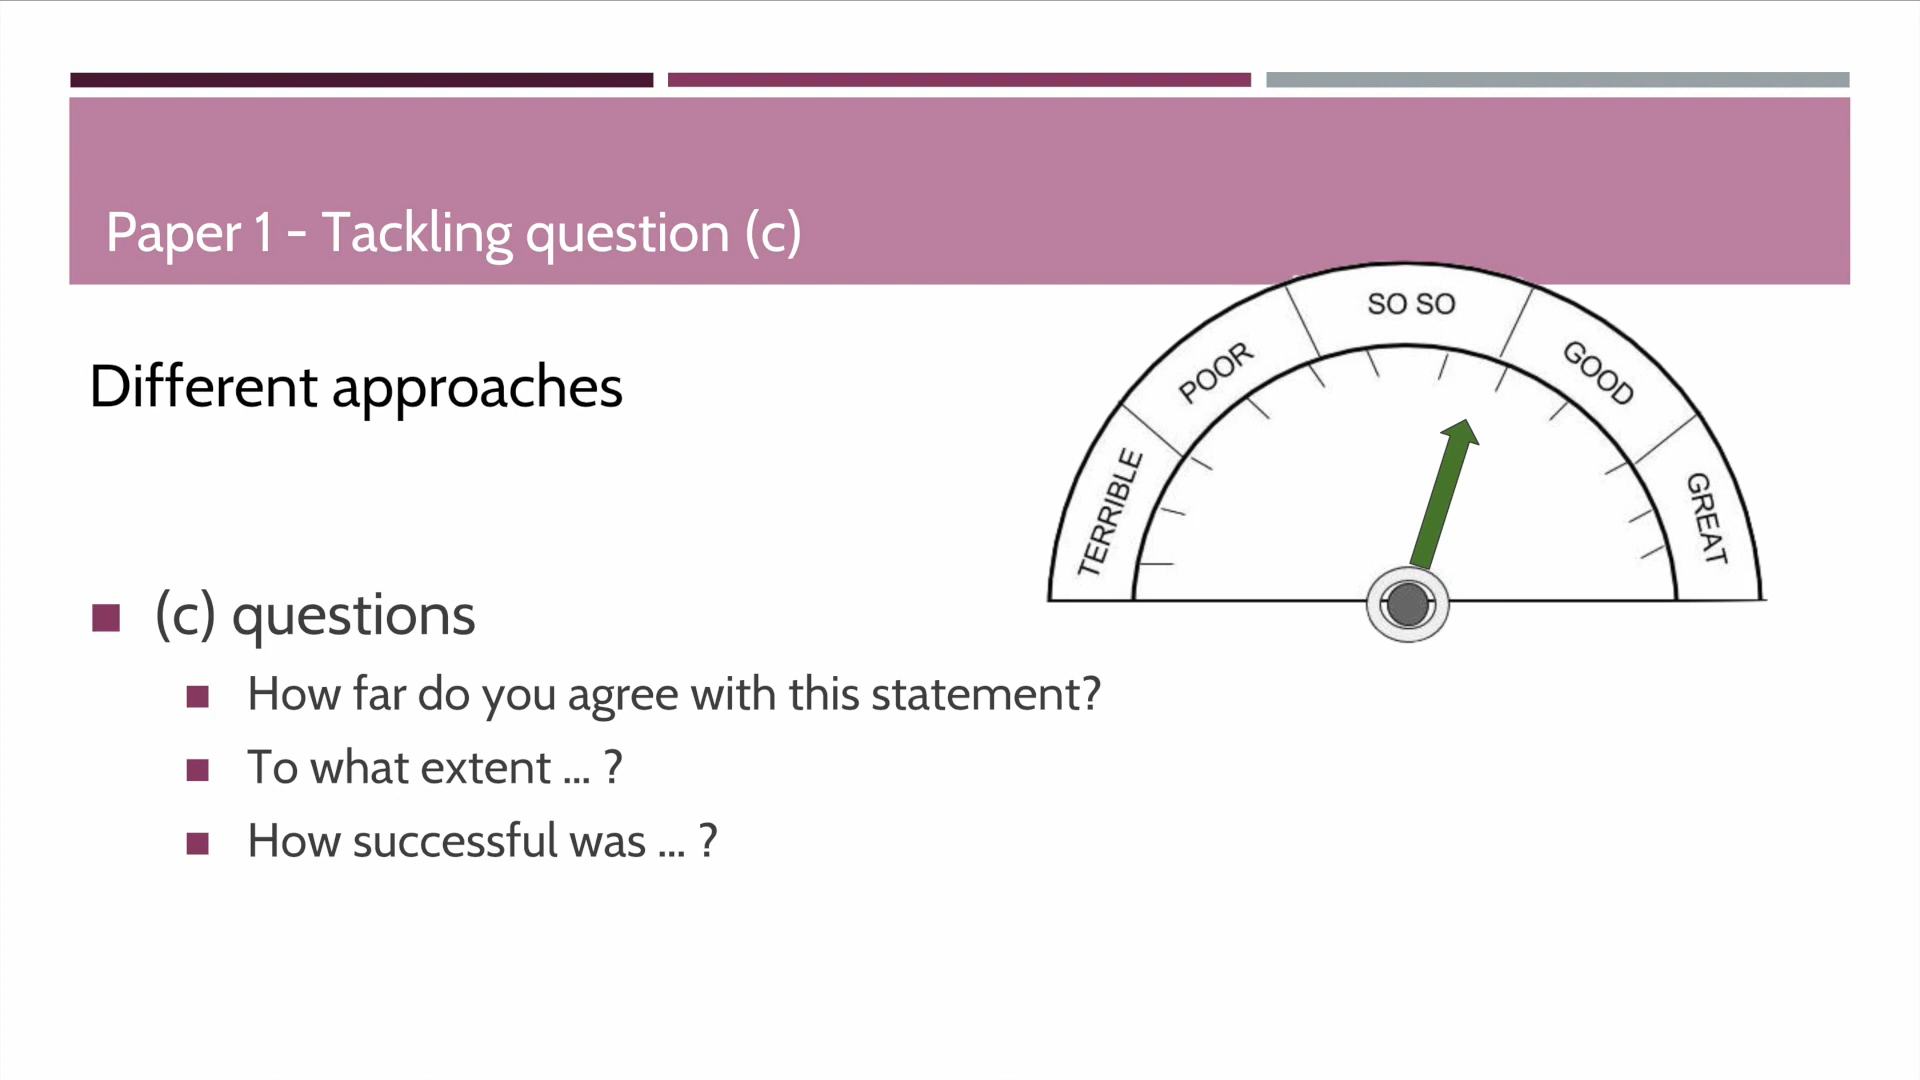 Paper 1 - Tackling question (c)
Different approaches
TERRIBLE
POOR
SO SO
GOOD
GREAT
(c) questions
How far do you agree with this statement?
To what extent ... ?
How successful was ... ?